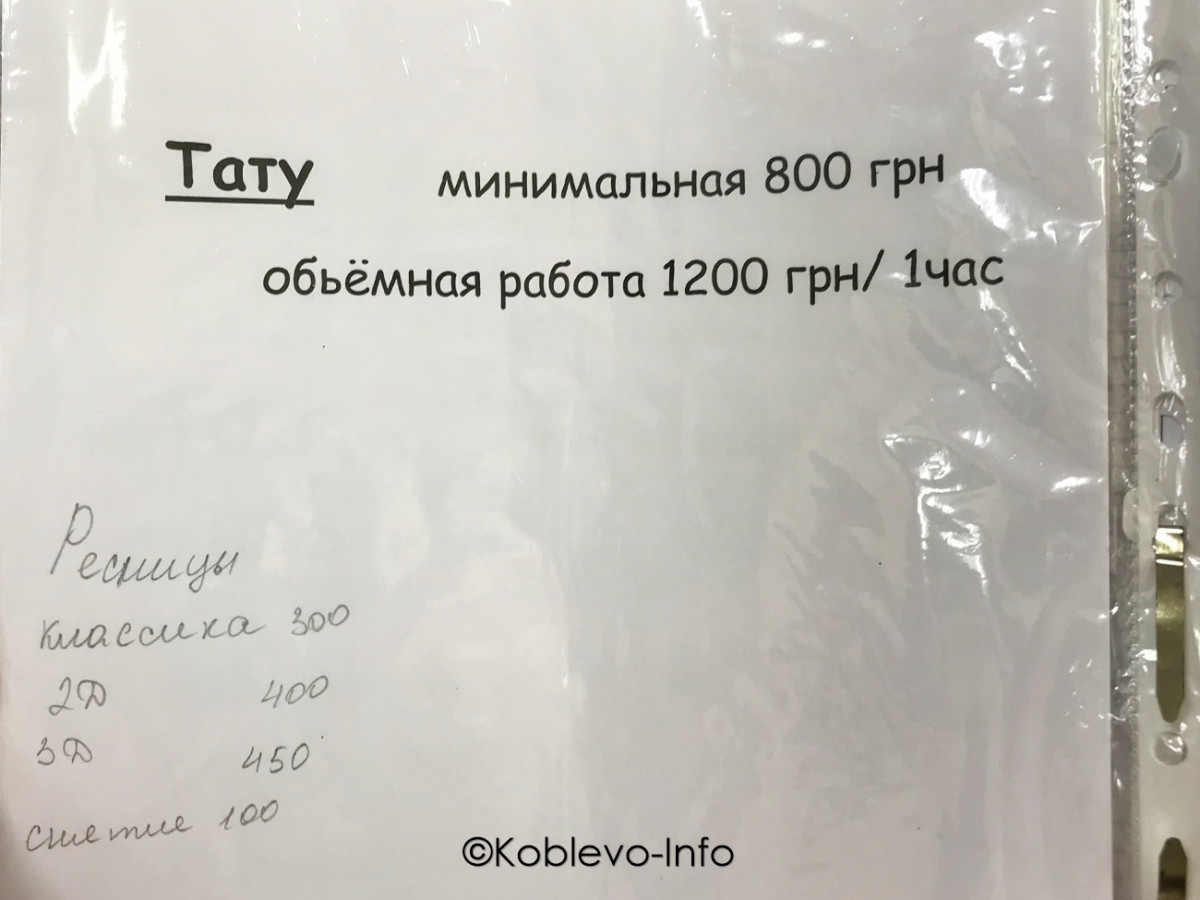 Тату минимальная 800 грн
обьёмная работа 1200 грн/ 1час
Ресницы
классика 300
2Д 400
3Д 450
снятие 100
©Koblevo-Info